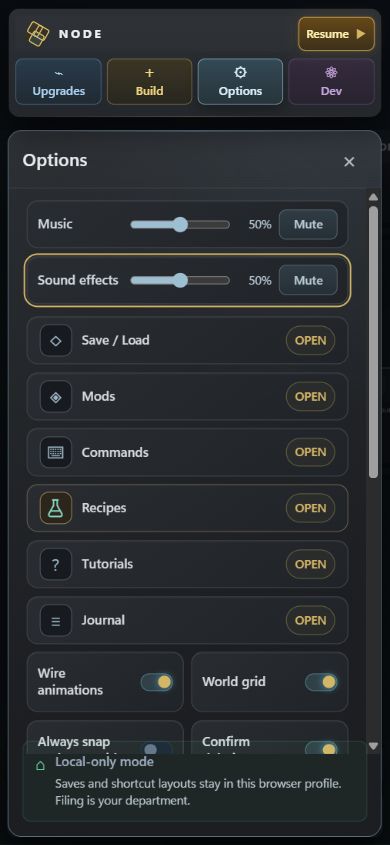 NODE
Resume
Upgrades
Build
Options
Dev
Options
Music 50% Mute
Sound effects 50% Mute
Save / Load OPEN
Mods OPEN
Commands OPEN
Recipes OPEN
Tutorials OPEN
Journal OPEN
Wire
animations
World grid
Always snap
Confirm
Local-only mode
Saves and shortcut layouts stay in this browser profile.
Filing is your department.